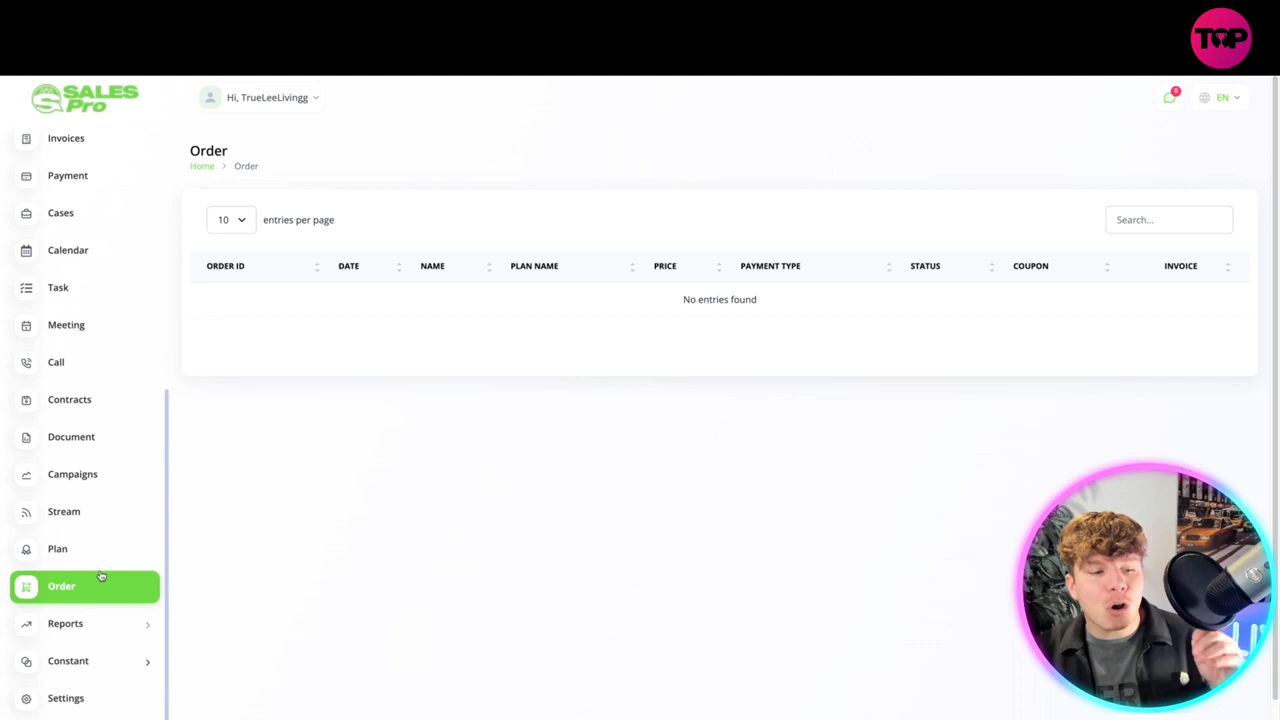 TOP
SALES
Pro
Hi, TrueLeeLivingg
0
EN
Invoices
Payment
Cases
Calendar
Task
Meeting
Call
Contracts
Document
Campaigns
Stream
Plan
Order
Reports
Constant
Settings
Order
Home > Order
10 entries per page
Search...
ORDER ID DATE NAME PLAN NAME PRICE PAYMENT TYPE STATUS COUPON INVOICE
No entries found